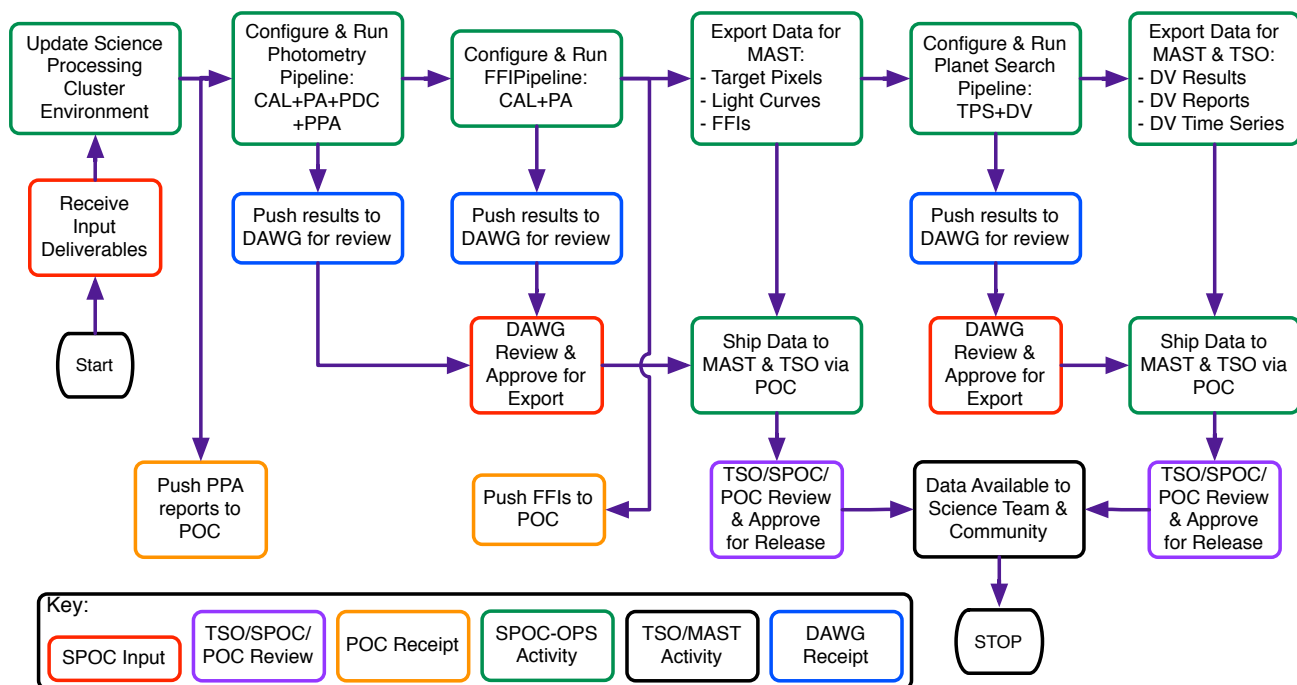 Update Science
Processing
Cluster
Environment
Configure & Run
Photometry
Pipeline:
CAL+PA+PDC
+PPA
Configure & Run
FFIPipeline:
CAL+PA
Export Data for
MAST:
- Target Pixels
- Light Curves
- FFIs
Configure & Run
Planet Search
Pipeline:
TPS+DV
Export Data for
MAST & TSO:
- DV Results
- DV Reports
- DV Time Series
Receive
Input
Deliverables
Push results to
DAWG for review
Push results to
DAWG for review
Push results to
DAWG for review
Start
DAWG
Review &
Approve for
Export
Ship Data to
MAST & TSO via
POC
DAWG
Review &
Approve for
Export
Ship Data to
MAST & TSO via
POC
Push PPA
reports to
POC
Push FFIs to
POC
TSO/SPOC/
POC Review
& Approve
for Release
Data Available to
Science Team &
Community
TSO/SPOC/
POC Review
& Approve
for Release
Key:
SPOC Input
TSO/SPOC/
POC Review
POC Receipt
SPOC-OPS
Activity
TSO/MAST
Activity
DAWG
Receipt
STOP